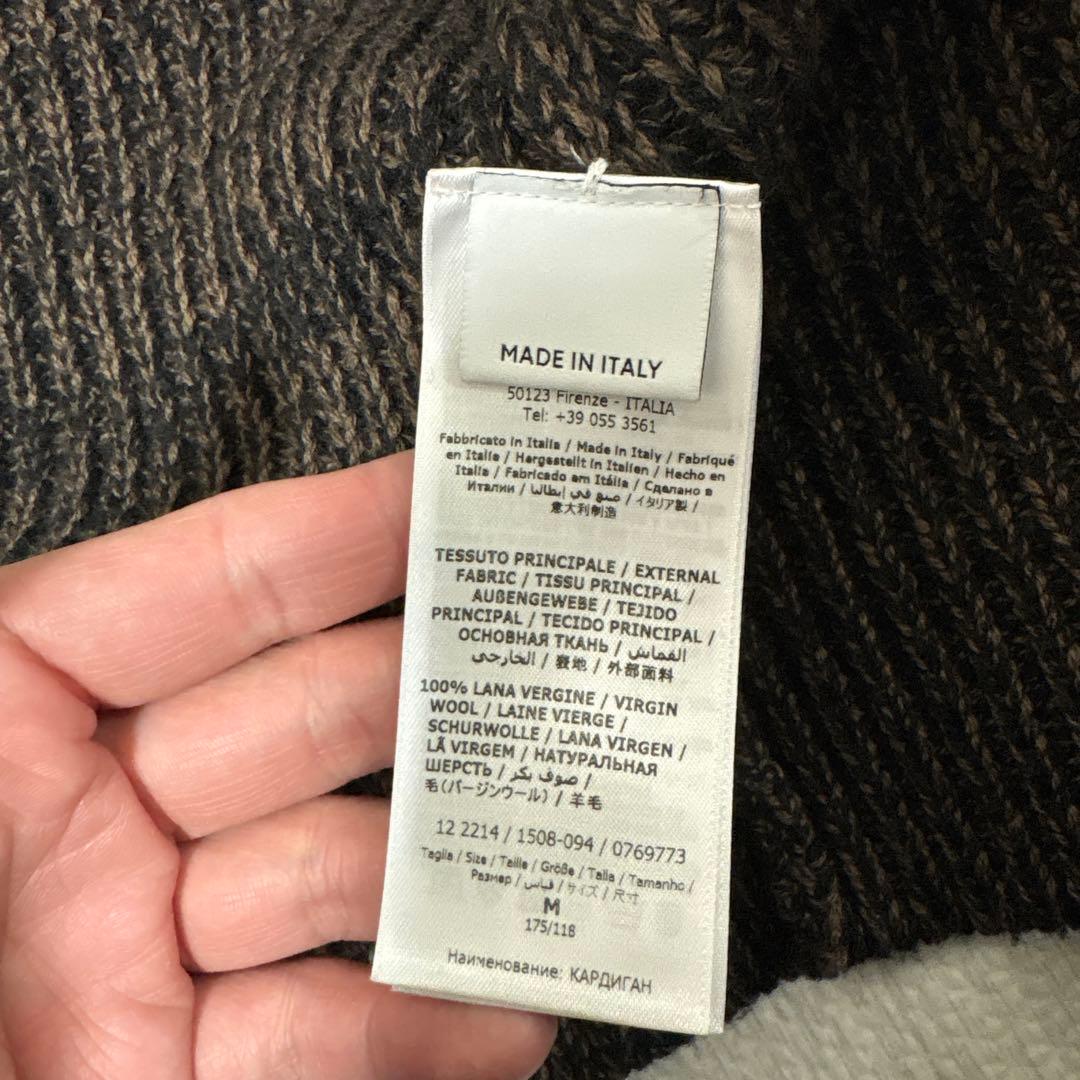 MADE IN ITALY
50123 Firenze - ITALIA
Tel: +39 055 3561
Fabbricato in Italia / Made in Italy / Fabriqué
en Italie / Hergestellt in Italien / Hecho en
Italia / Fabricado em Itália / Сделано в
Италии / صنع في إيطاليا / イタリア製 /
意大利制造
TESSUTO PRINCIPALE / EXTERNAL
FABRIC / TISSU PRINCIPAL /
AUßENGEWEBE / TEJIDO
PRINCIPAL / TECIDO PRINCIPAL /
ОСНОВНАЯ ТКАНЬ / القماش
الخارجي / 表地 / 外部面料
100% LANA VERGINE / VIRGIN
WOOL / LAINE VIERGE /
SCHURWOLLE / LANA VIRGEN /
LÃ VIRGEM / НАТУРАЛЬНАЯ
ШЕРСТЬ / صوف بكر /
毛(バージンウール) / 羊毛
12 2214 / 1508-094 / 0769773
Taglia / Size / Taille / Größe / Talla / Tamanho /
Размер / قياس / サイズ / 尺寸
M
175/118
Наименование: КАРДИГАН